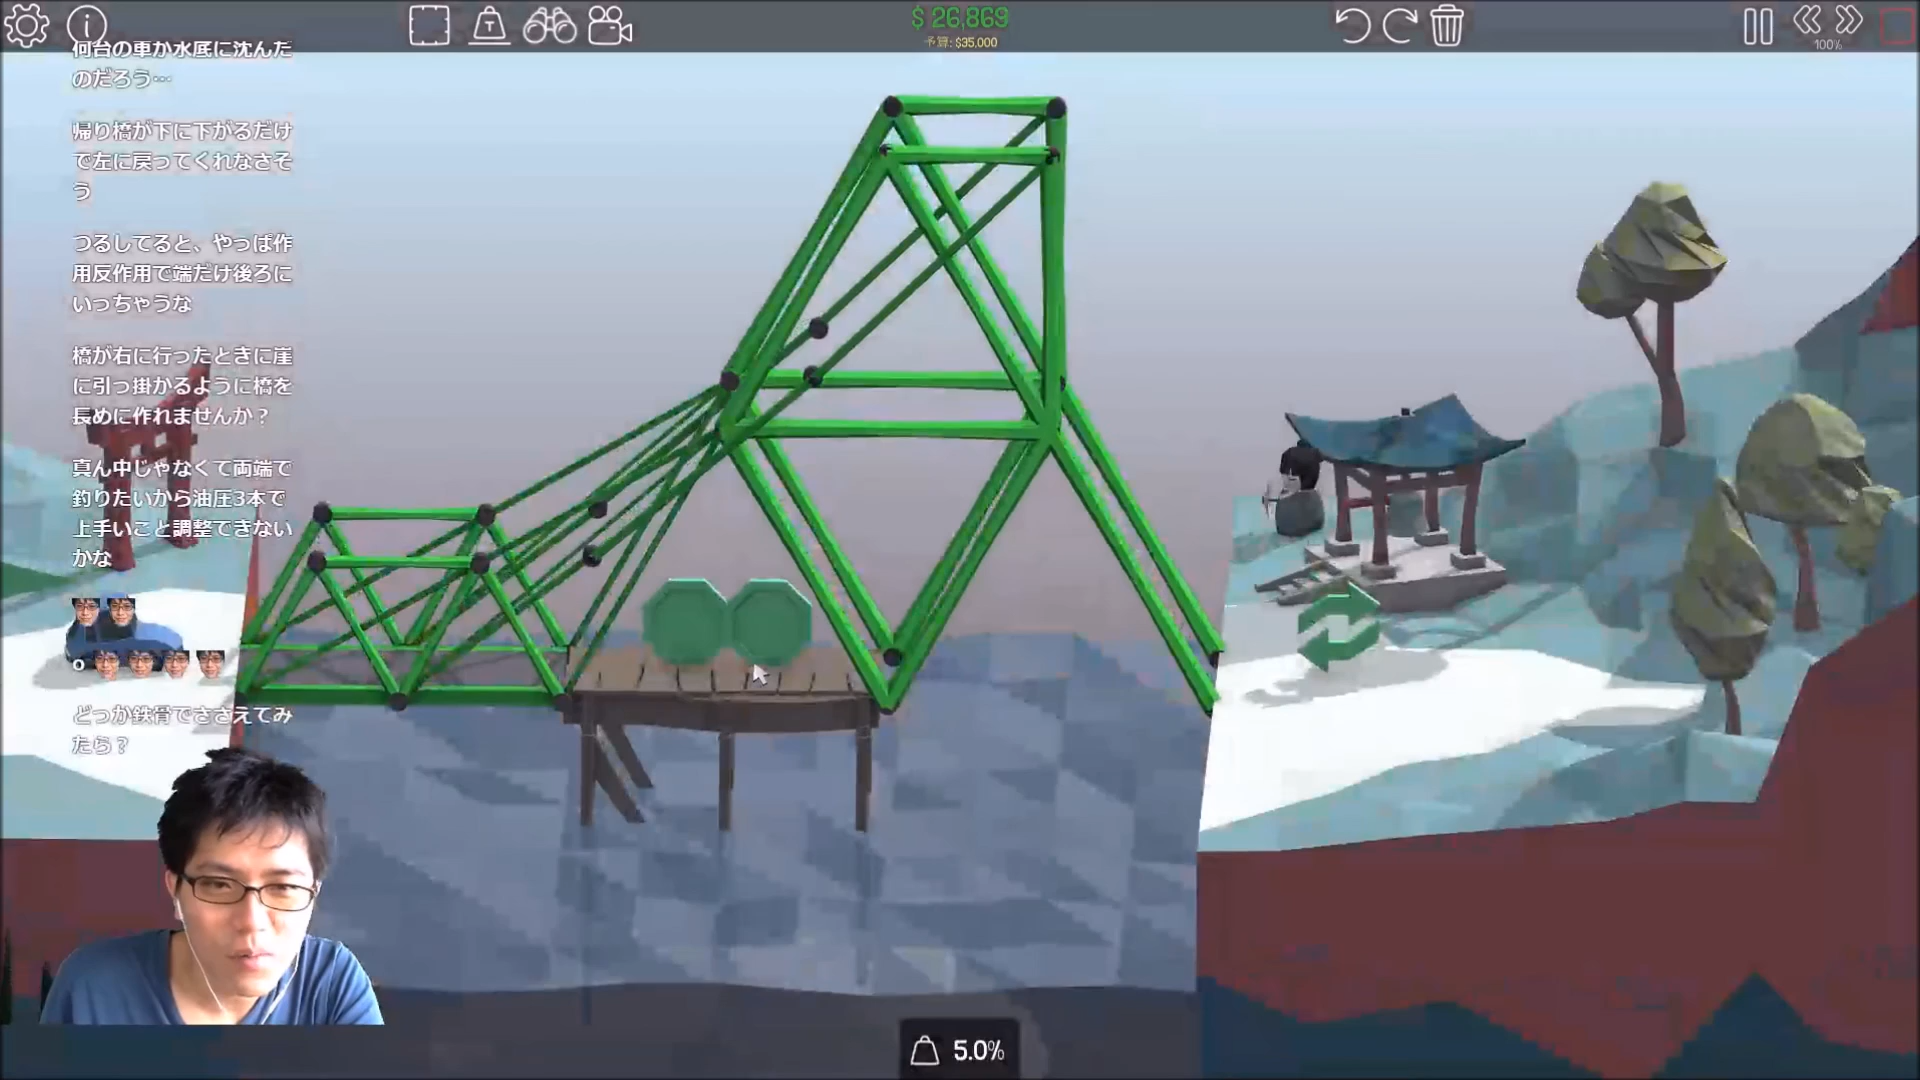 $ 26,869
予算: $35,000
100%
何台の車か水底に沈んだ
のだろう…
帰り橋が下に下がるだけ
で左に戻ってくれなさそ
う
つるしてると、やっぱ作
用反作用で端だけ後ろに
いっちゃうな
橋が右に行ったときに崖
に引っ掛かるように橋を
長めに作れませんか？
真ん中じゃなくて両端で
釣りたいから油圧3本で
上手いこと調整できない
かな
o
どっか鉄骨でささえてみ
たら？
5.0%